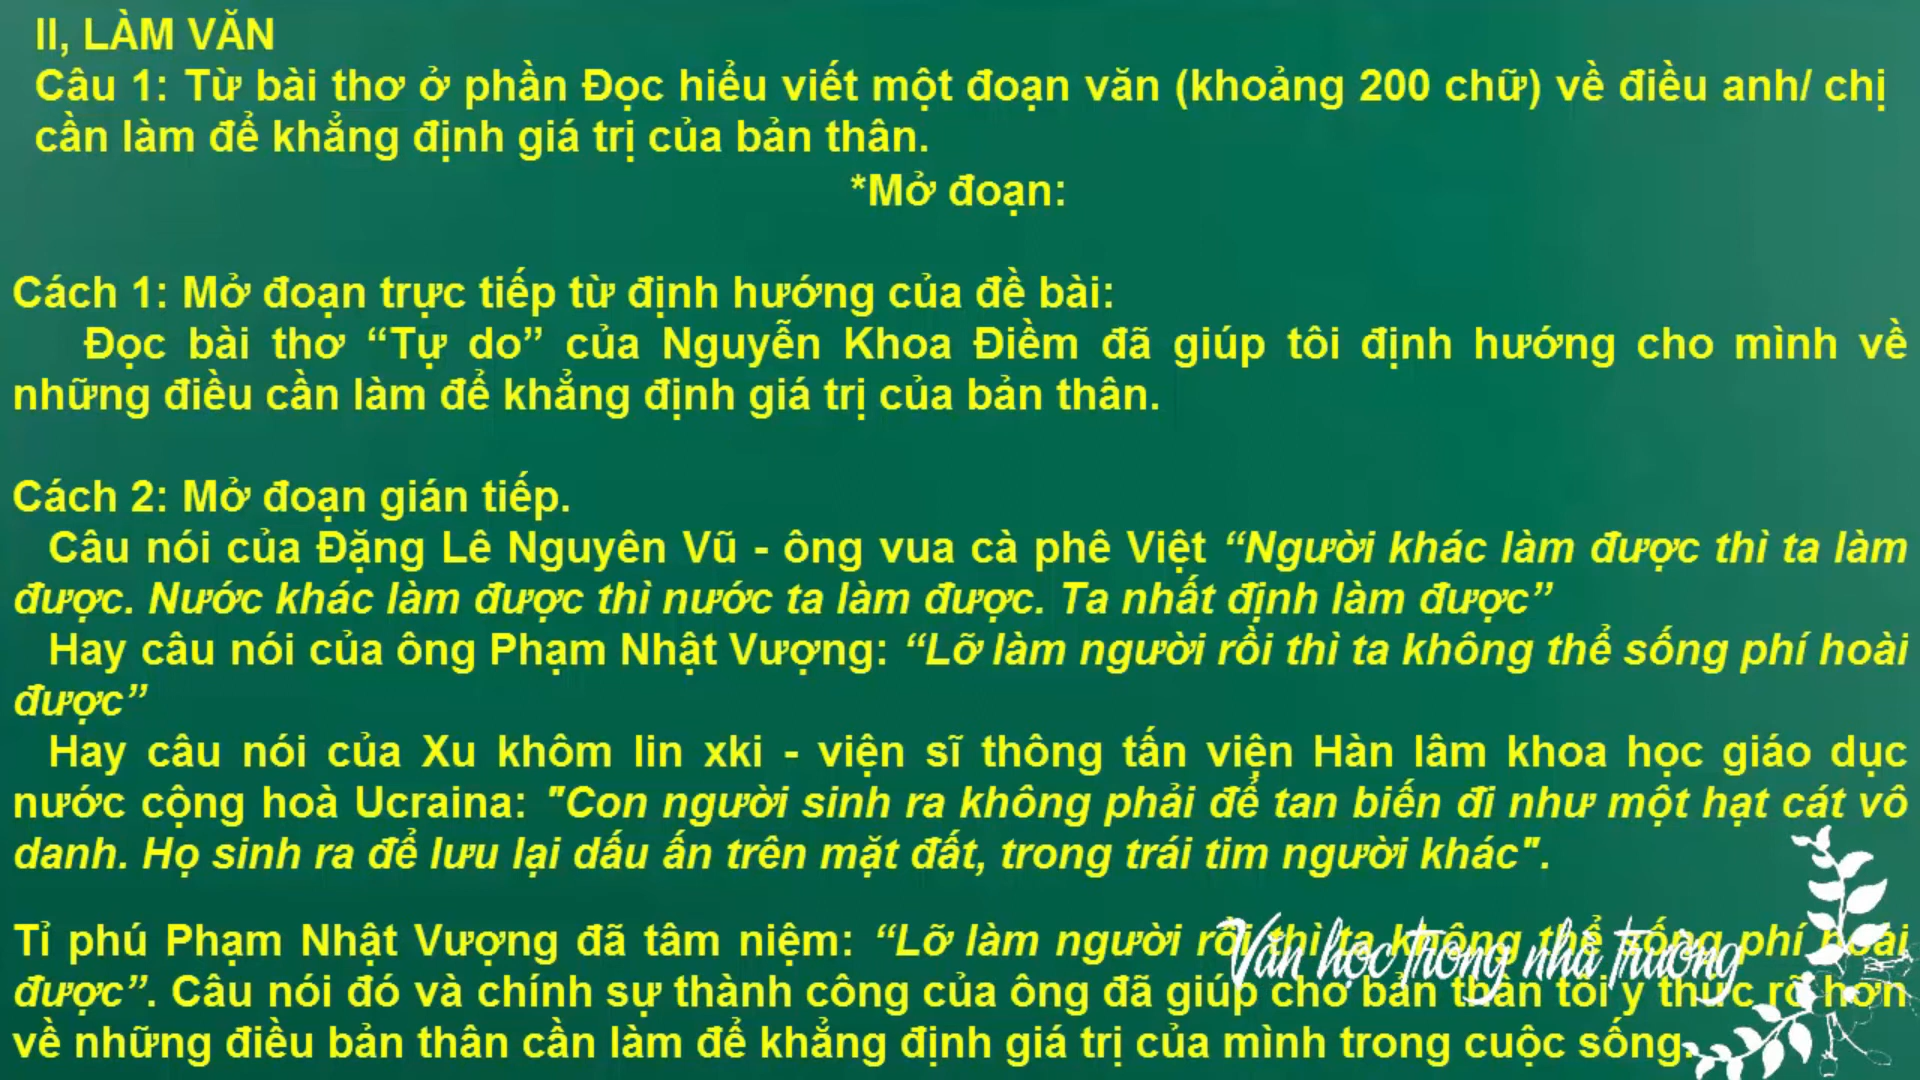 II, LÀM VĂN
Câu 1: Từ bài thơ ở phần Đọc hiểu viết một đoạn văn (khoảng 200 chữ) về điều anh/ chị
cần làm để khẳng định giá trị của bản thân.
*Mở đoạn:
Cách 1: Mở đoạn trực tiếp từ định hướng của đề bài:
Đọc bài thơ “Tự do” của Nguyễn Khoa Điềm đã giúp tôi định hướng cho mình về
những điều cần làm để khẳng định giá trị của bản thân.
Cách 2: Mở đoạn gián tiếp.
Câu nói của Đặng Lê Nguyên Vũ - ông vua cà phê Việt “Người khác làm được thì ta làm
được. Nước khác làm được thì nước ta làm được. Ta nhất định làm được”
Hay câu nói của ông Phạm Nhật Vượng: “Lỡ làm người rồi thì ta không thể sống phí hoài
được”
Hay câu nói của Xu khôm lin xki - viện sĩ thông tấn viện Hàn lâm khoa học giáo dục
nước cộng hoà Ucraina: "Con người sinh ra không phải để tan biến đi như một hạt cát vô
danh. Họ sinh ra để lưu lại dấu ấn trên mặt đất, trong trái tim người khác".
Tỉ phú Phạm Nhật Vượng đã tâm niệm: “Lỡ làm người rồi thì ta không thể sống phí hoài
được”. Câu nói đó và chính sự thành công của ông đã giúp cho bản thân tôi ý thức rõ hơn
về những điều bản thân cần làm để khẳng định giá trị của mình trong cuộc sống.
Văn học trong nhà trường